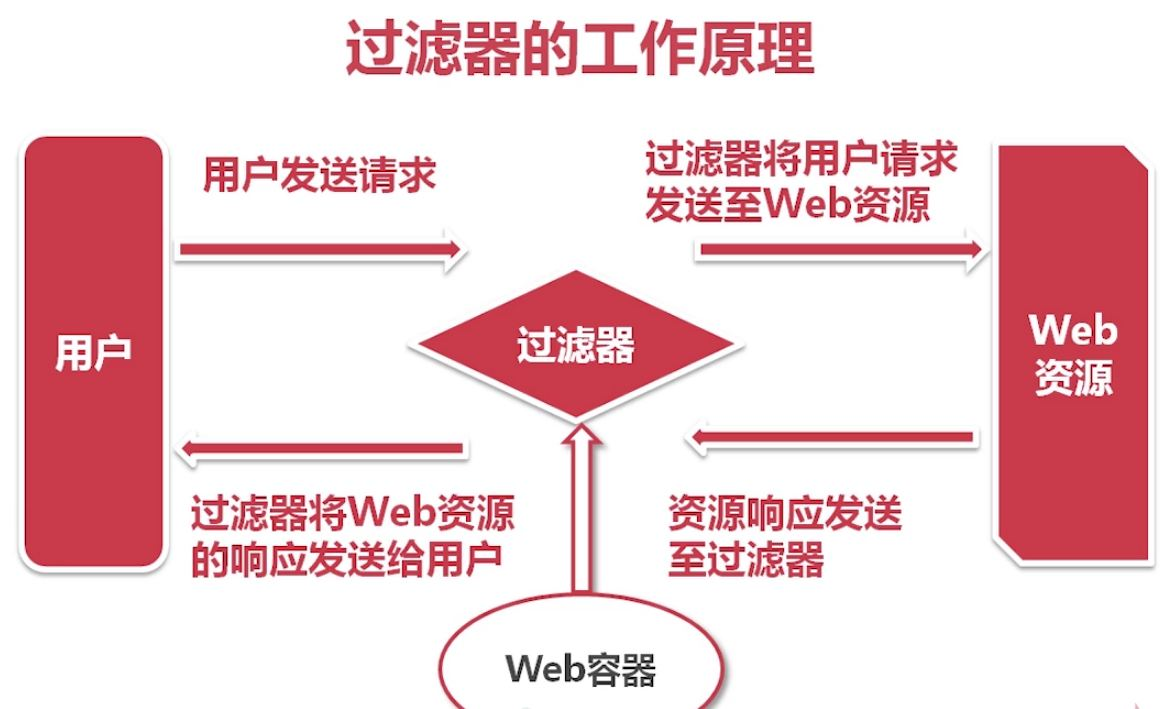 过滤器的工作原理
用户发送请求
过滤器将用户请求
发送至Web资源
用户
过滤器
Web
资源
过滤器将Web资源
的响应发送给用户
资源响应发送
至过滤器
Web容器